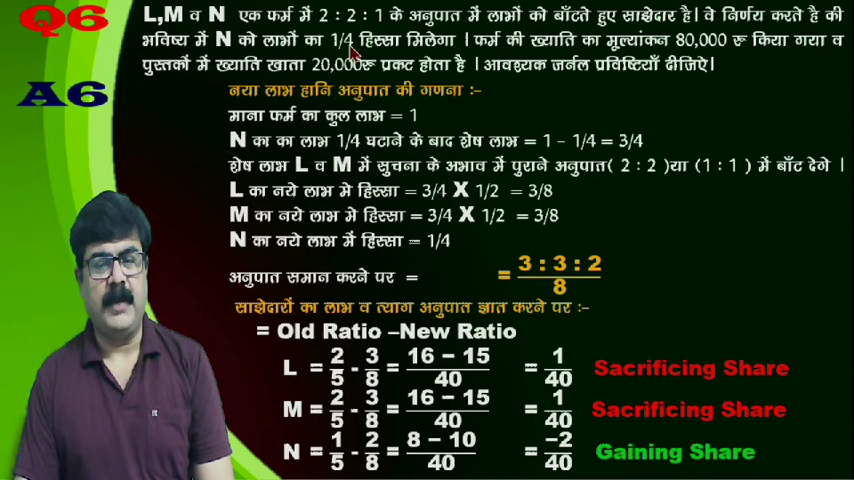 Q6
L,M व N एक फर्म में 2 : 2 : 1 के अनुपात में लाभों को बाँटते हुए साझेदार है। वे निर्णय करते है की
भविष्य में N को लाभों का 1/4 हिस्सा मिलेगा । फर्म की ख्याति का मूल्यांकन 80,000 रू किया गया व
पुस्तकों में ख्याति खाता 20,000रू प्रकट होता है । आवश्यक जर्नल प्रविष्टियाँ दीजिए।
A6
नया लाभ हानि अनुपात की गणना :-
माना फर्म का कुल लाभ = 1
N का का लाभ 1/4 घटाने के बाद शेष लाभ = 1 - 1/4 = 3/4
शेष लाभ L व M में सुचना के अभाव में पुराने अनुपात( 2 : 2 )या (1 : 1 ) में बाँट देगे ।
L का नये लाभ मे हिस्सा = 3/4 X 1/2 = 3/8
M का नये लाभ में हिस्सा = 3/4 X 1/2 = 3/8
N का नये लाभ में हिस्सा = 1/4
अनुपात समान करने पर = = 3 : 3 : 2 / 8
साझेदारों का लाभ व त्याग अनुपात ज्ञात करने पर :-
= Old Ratio –New Ratio
L = 2/5 - 3/8 = 16 – 15 / 40 = 1/40 Sacrificing Share
M = 2/5 - 3/8 = 16 – 15 / 40 = 1/40 Sacrificing Share
N = 1/5 - 2/8 = 8 – 10 / 40 = –2/40 Gaining Share